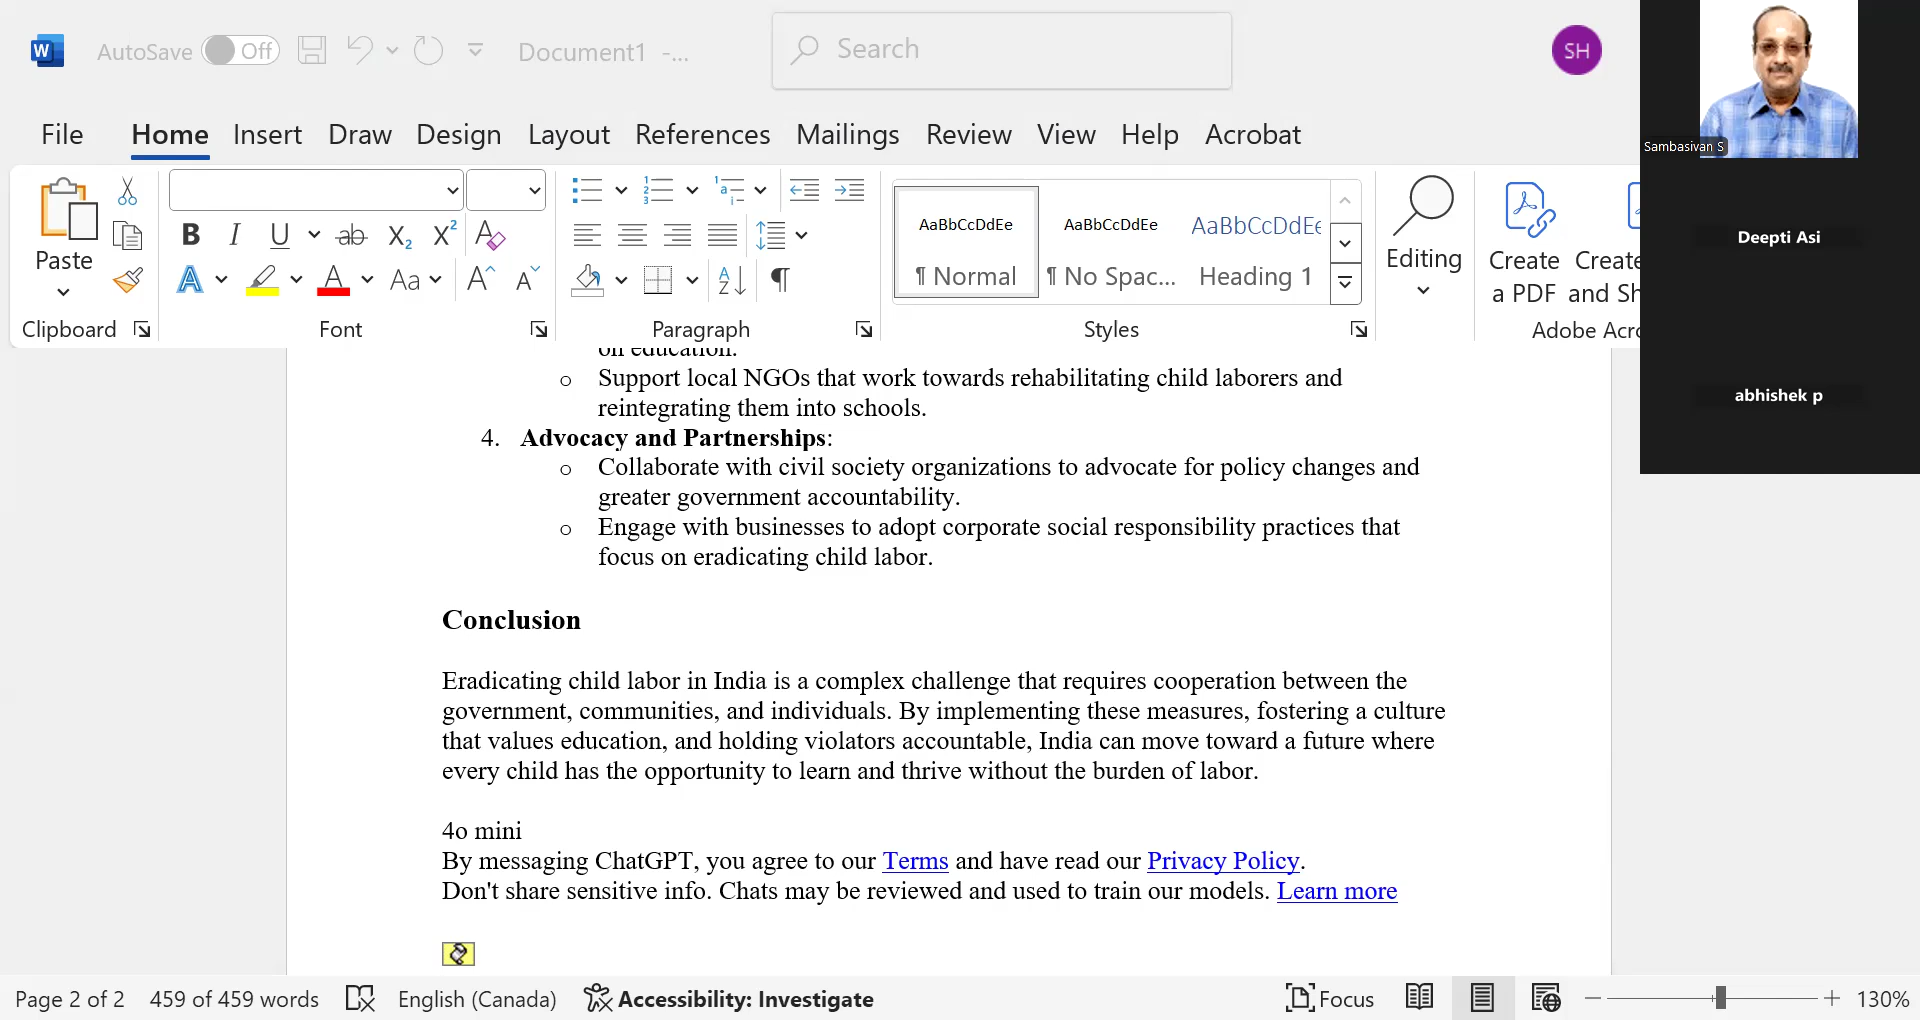 AutoSave Off Document1 -... Search SH
File Home Insert Draw Design Layout References Mailings Review View Help Acrobat
Paste
Clipboard
B I U ab X2 X2 A
A A Aa A A
Font
Paragraph
AaBbCcDdEe AaBbCcDdEe AaBbCcDdEe
¶ Normal ¶ No Spac... Heading 1
Styles
Editing
Create
a PDF
Create
and Sh
Adobe Acro
Sambasivan S
Deepti Asi
abhishek p
on education.
o Support local NGOs that work towards rehabilitating child laborers and
reintegrating them into schools.
4. Advocacy and Partnerships:
o Collaborate with civil society organizations to advocate for policy changes and
greater government accountability.
o Engage with businesses to adopt corporate social responsibility practices that
focus on eradicating child labor.
Conclusion
Eradicating child labor in India is a complex challenge that requires cooperation between the
government, communities, and individuals. By implementing these measures, fostering a culture
that values education, and holding violators accountable, India can move toward a future where
every child has the opportunity to learn and thrive without the burden of labor.
4o mini
By messaging ChatGPT, you agree to our Terms and have read our Privacy Policy.
Don't share sensitive info. Chats may be reviewed and used to train our models. Learn more
Page 2 of 2 459 of 459 words English (Canada) Accessibility: Investigate Focus 130%